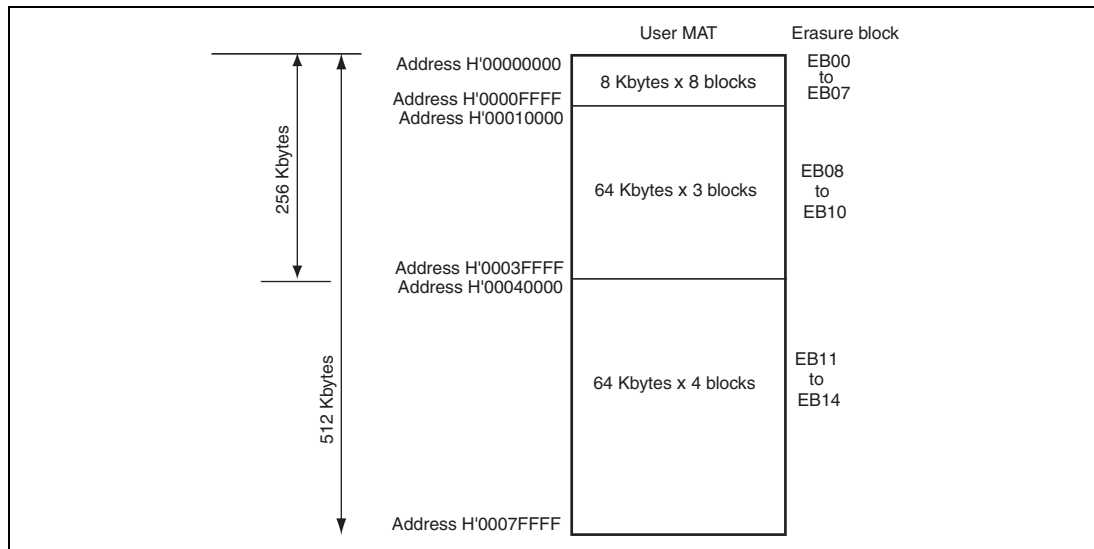 User MAT
Erasure block
Address H'00000000
8 Kbytes x 8 blocks
EB00
to
EB07
Address H'0000FFFF
Address H'00010000
256 Kbytes
64 Kbytes x 3 blocks
EB08
to
EB10
Address H'0003FFFF
Address H'00040000
512 Kbytes
64 Kbytes x 4 blocks
EB11
to
EB14
Address H'0007FFFF